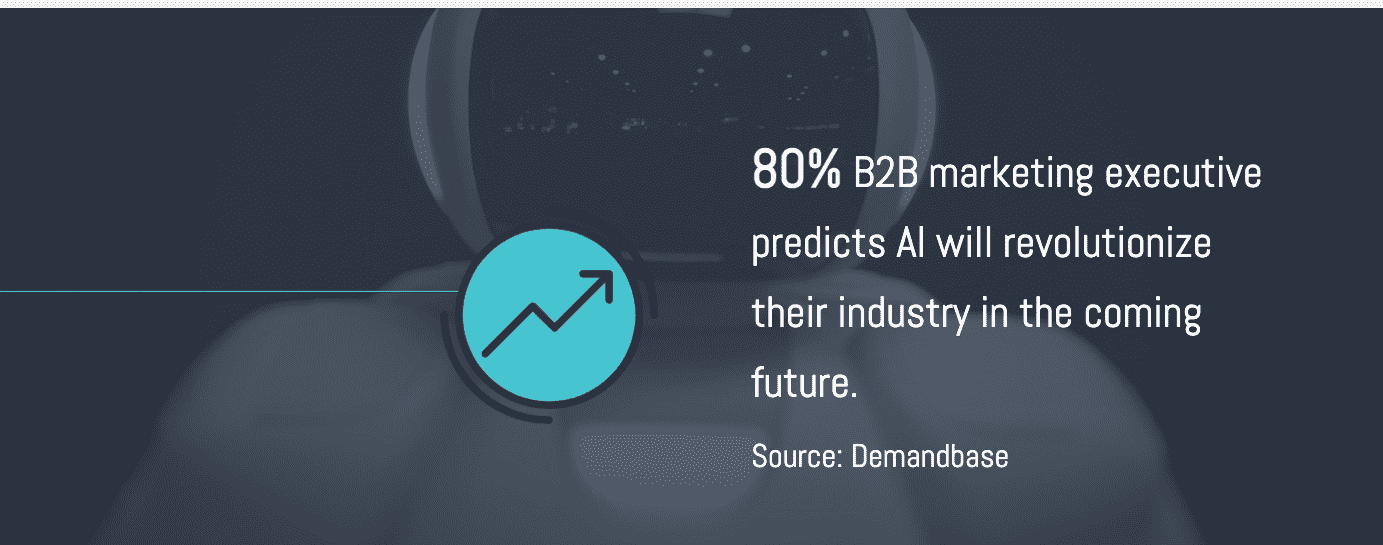 80% B2B marketing executive
predicts AI will revolutionize
their industry in the coming
future.
Source: Demandbase